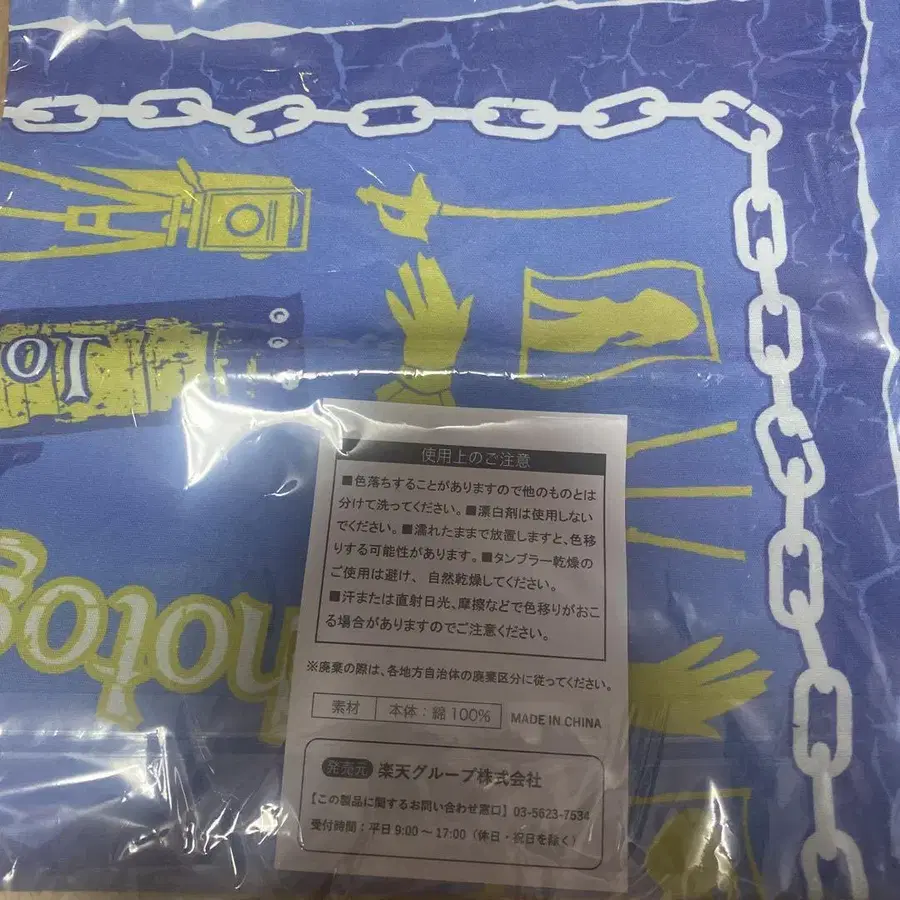 Jo
hotog
使用上のご注意
■色落ちすることがありますので他のものとは
分けて洗ってください。■漂白剤は使用しない
でください。■濡れたままで放置しますと、色移
りする可能性があります。■タンブラー乾燥の
ご使用は避け、自然乾燥してください。
■汗または直射日光、摩擦などで色移りがおこ
る場合がありますのでご注意ください。
※廃棄の際は、各地方自治体の廃棄区分に従ってください。
素材 本体：綿100% MADE IN CHINA
発売元 楽天グループ株式会社
【この製品に関するお問い合わせ窓口】03-5623-7534
受付時間：平日 9:00～17:00（休日・祝日を除く）